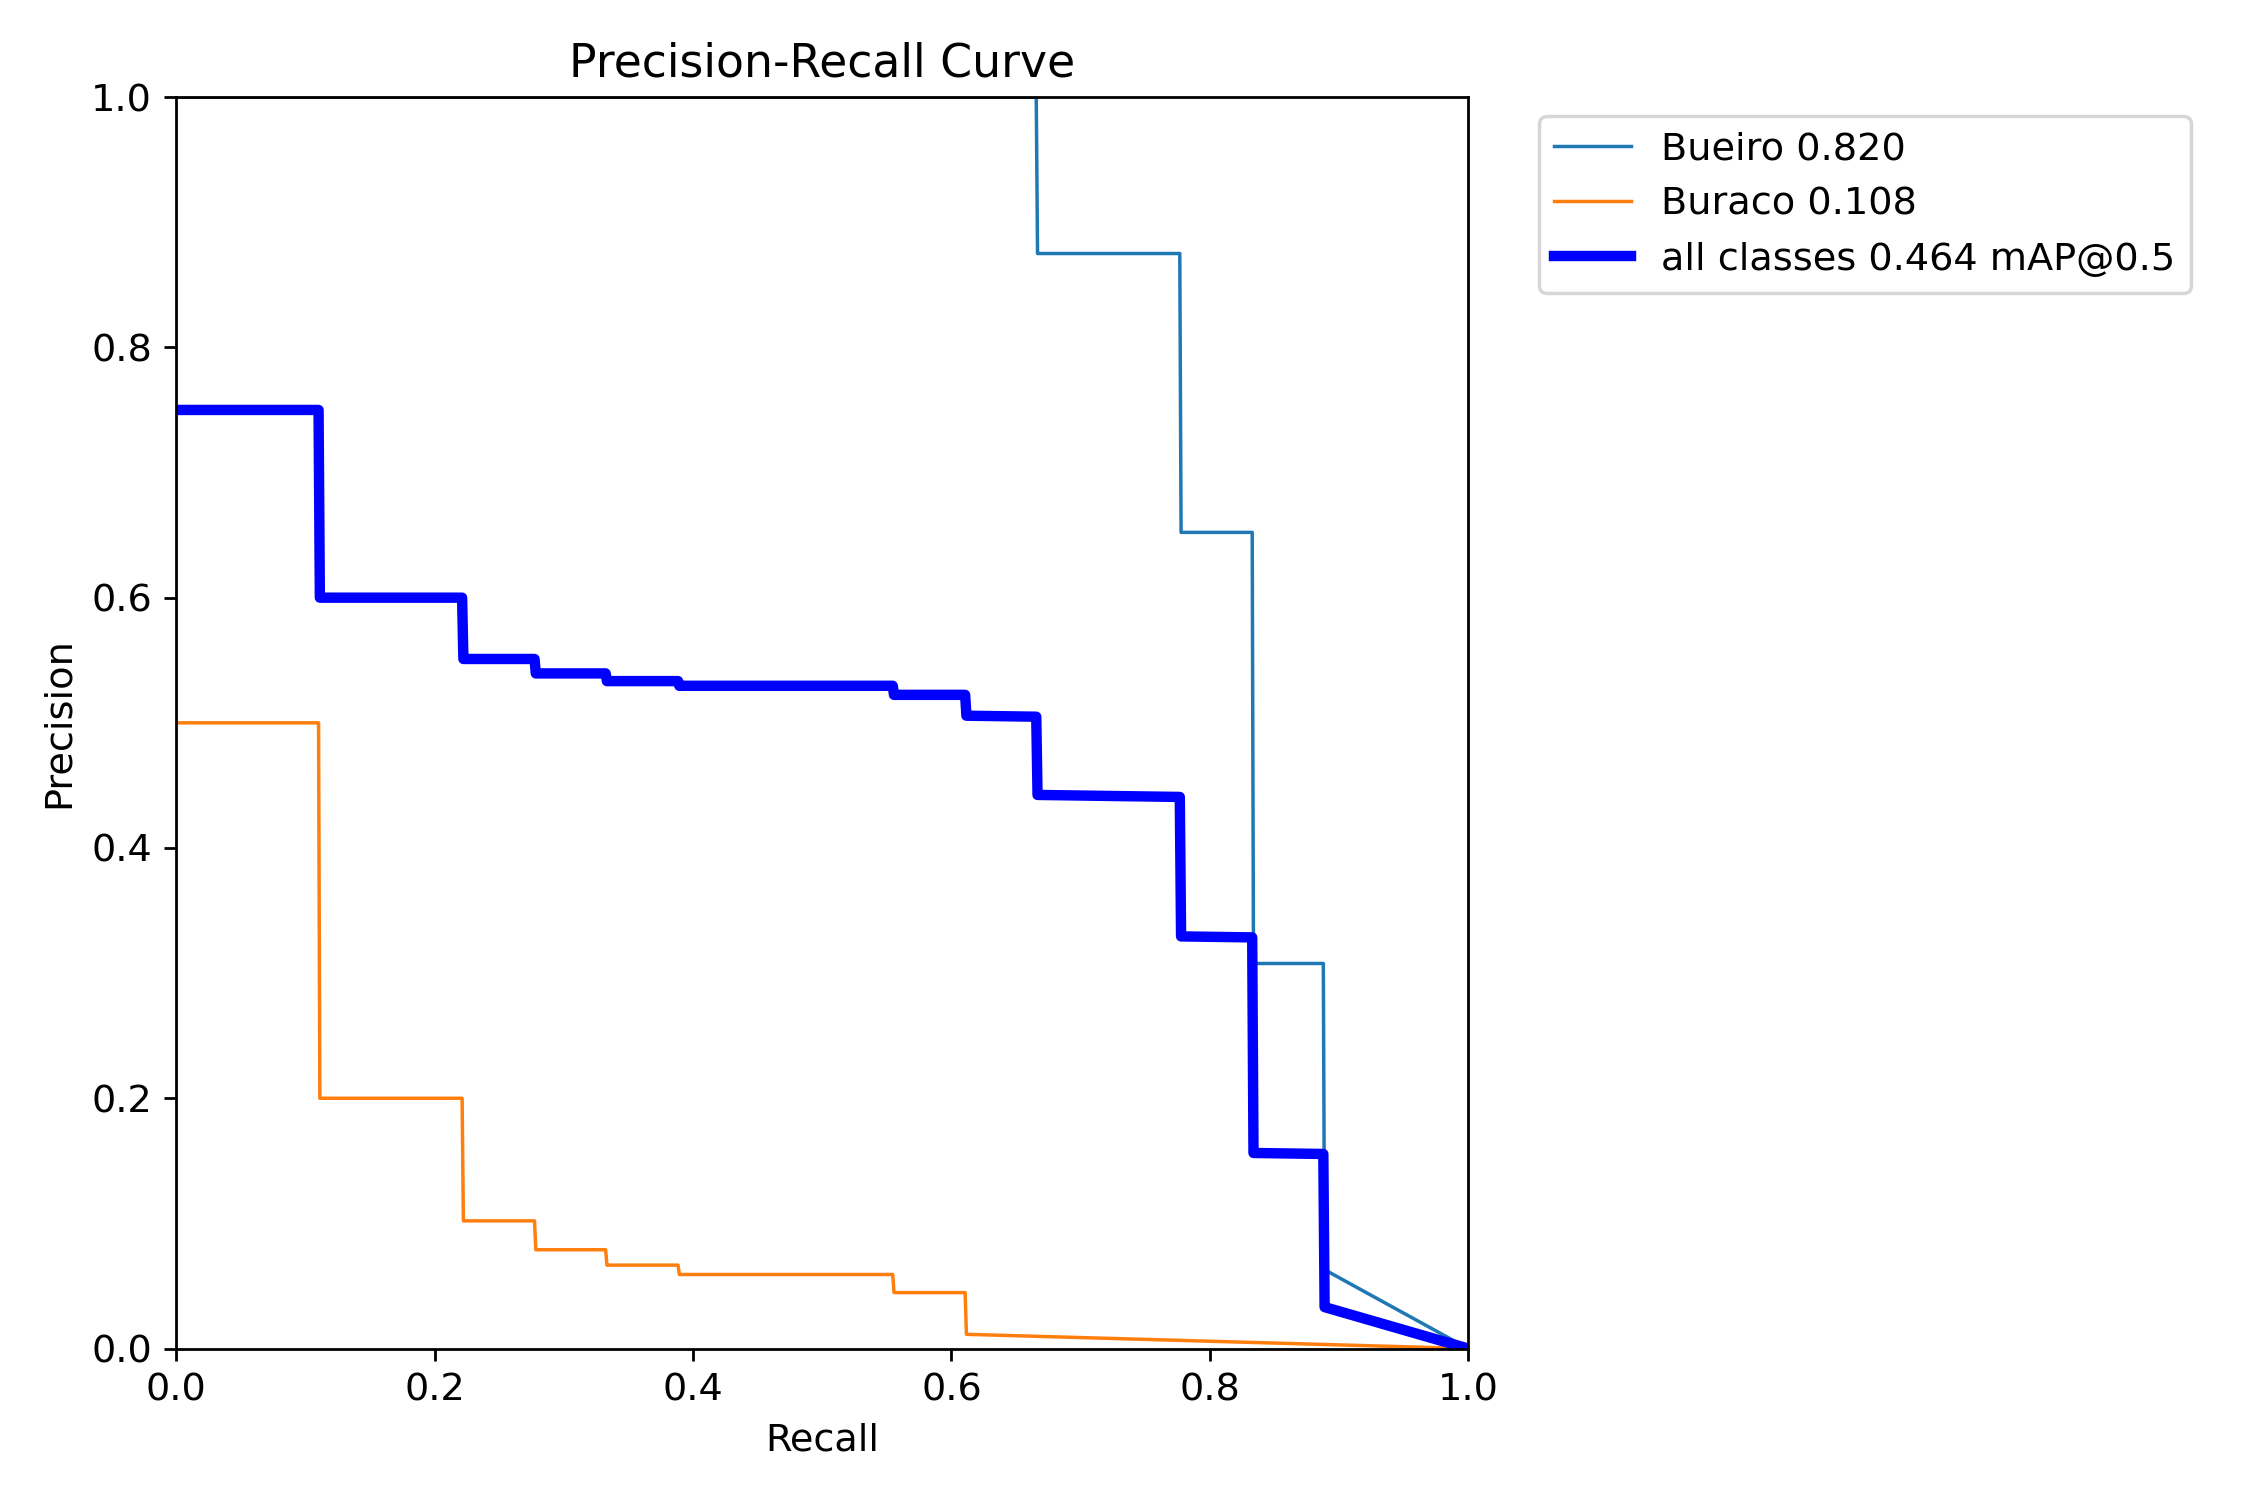 Precision-Recall Curve
1.0
0.8
0.6
0.4
0.2
0.0
Precision
0.0 0.2 0.4 0.6 0.8 1.0
Recall
Bueiro 0.820
Buraco 0.108
all classes 0.464 mAP@0.5